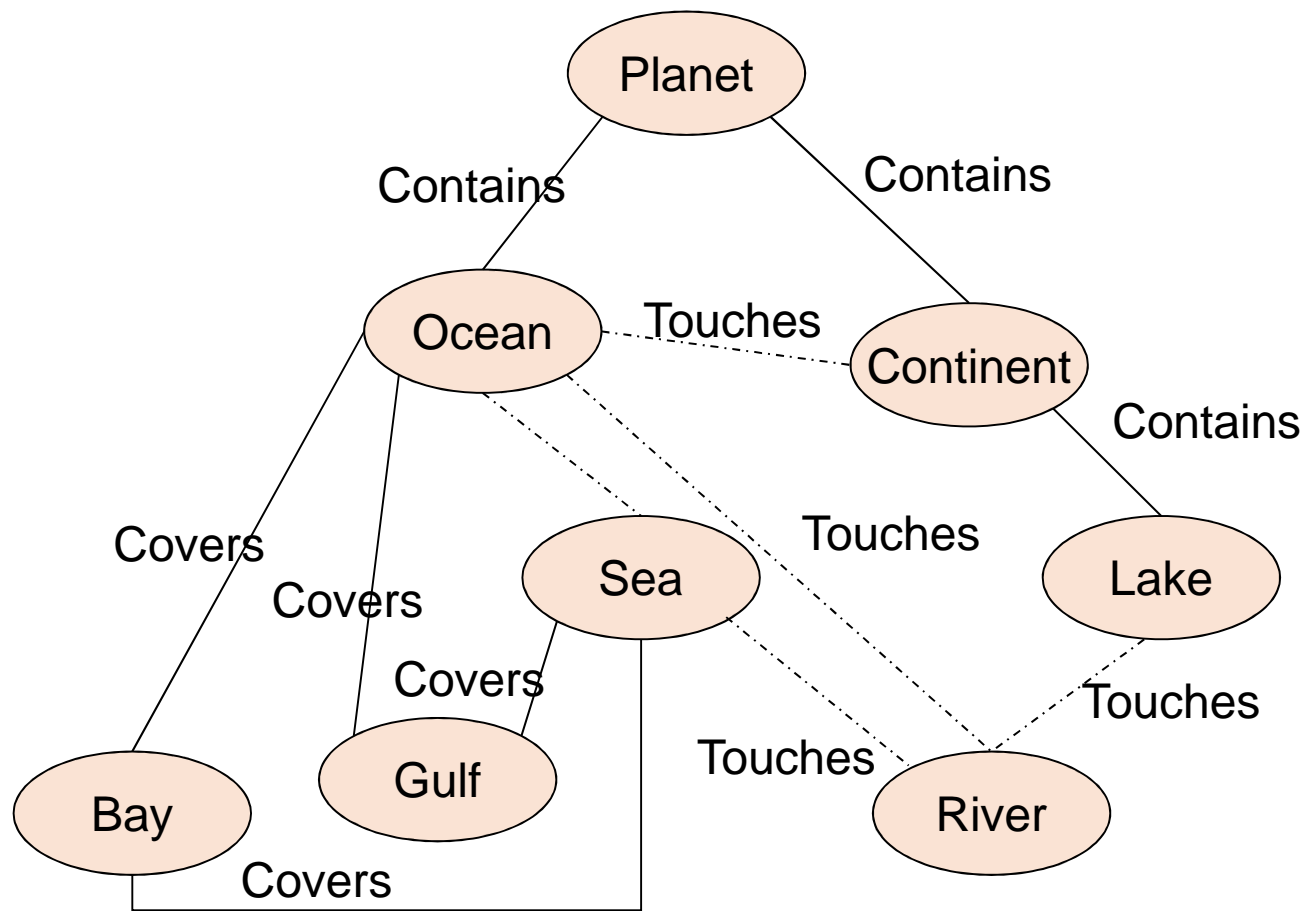 Planet
Contains
Contains
Ocean
Touches
Continent
Contains
Covers
Touches
Covers
Sea
Lake
Covers
Touches
Touches
Gulf
Bay
River
Covers